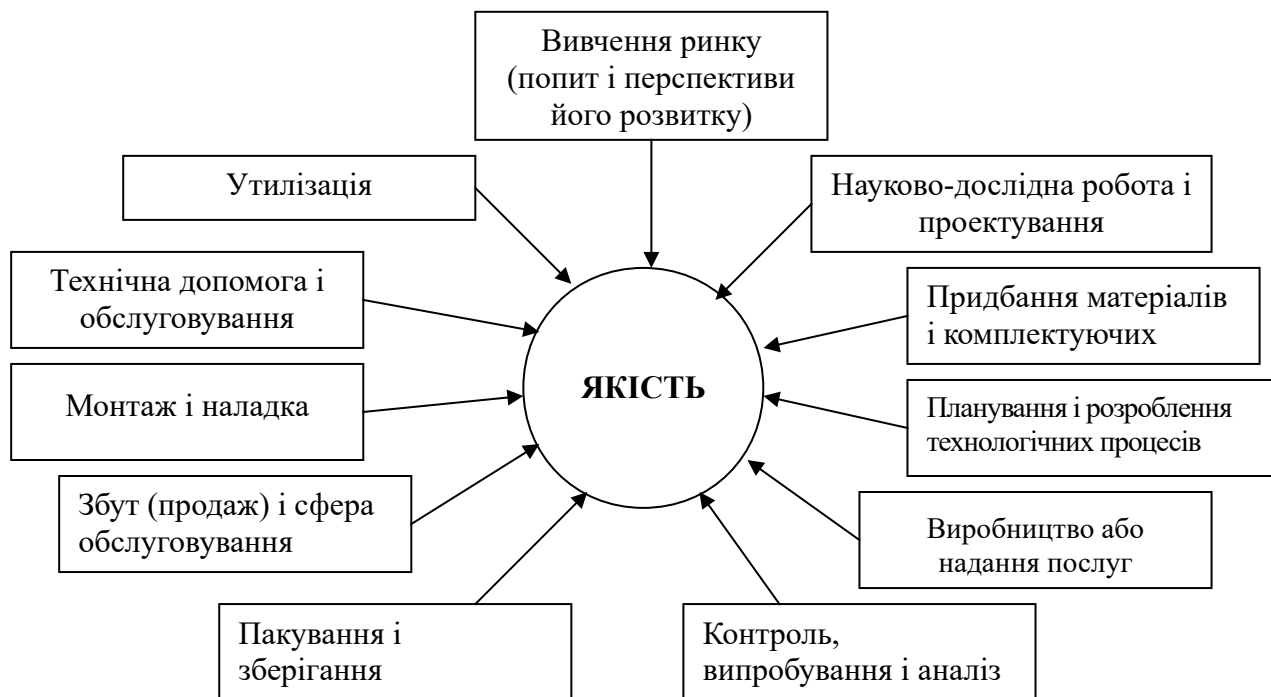 Вивчення ринку
(попит і перспективи
його розвитку)
Утилізація
Науково-дослідна робота і
проектування
Технічна допомога і
обслуговування
Придбання матеріалів
і комплектуючих
ЯКІСТЬ
Монтаж і наладка
Планування і розроблення
технологічних процесів
Збут (продаж) і сфера
обслуговування
Виробництво або
надання послуг
Пакування і
зберігання
Контроль,
випробування і аналіз